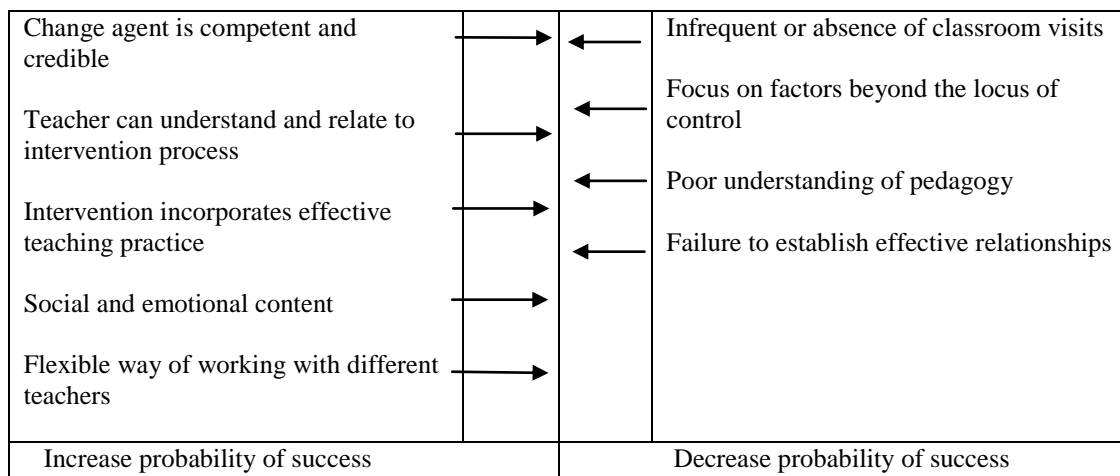 Change agent is competent and
credible
Teacher can understand and relate to
intervention process
Intervention incorporates effective
teaching practice
Social and emotional content
Flexible way of working with different
teachers
Infrequent or absence of classroom visits
Focus on factors beyond the locus of
control
Poor understanding of pedagogy
Failure to establish effective relationships
Increase probability of success
Decrease probability of success